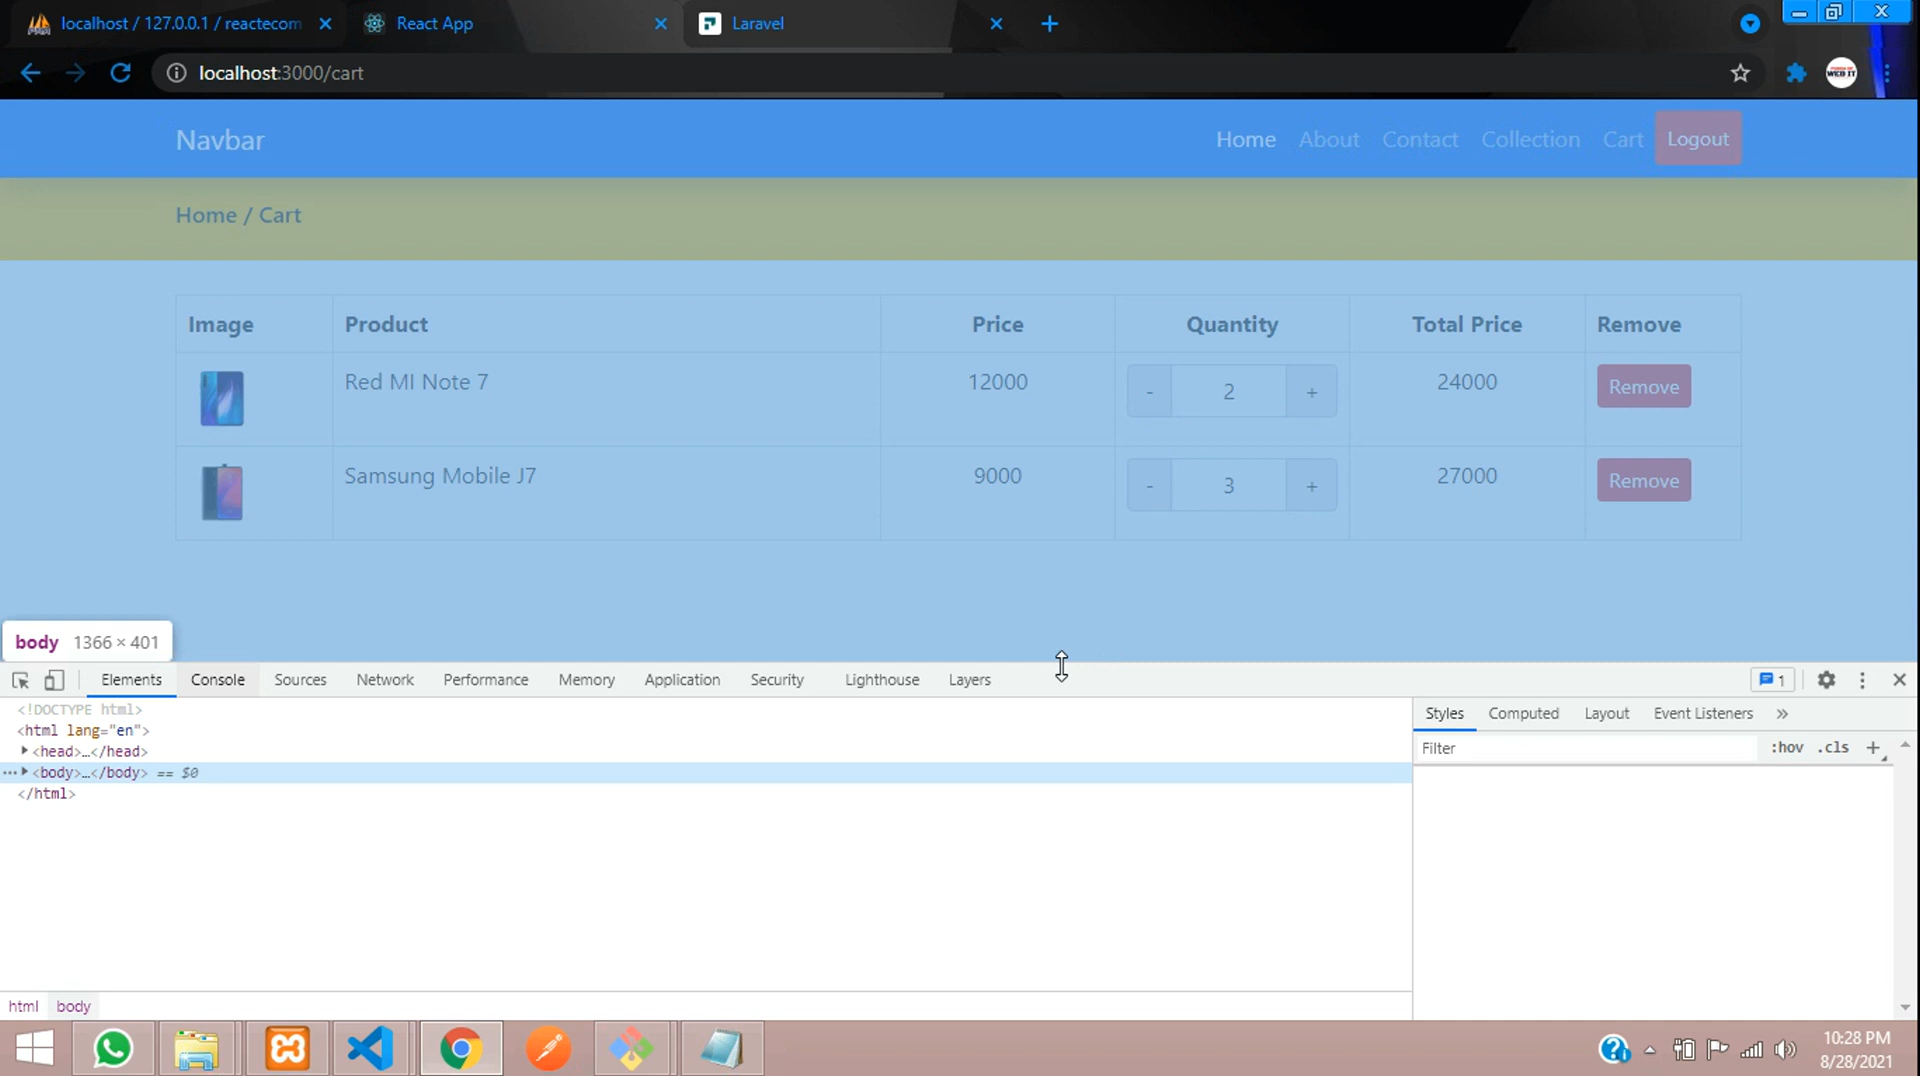 localhost / 127.0.0.1 / reactecom
React App
Laravel
localhost:3000/cart
WEB IT
Navbar
Home About Contact Collection Cart Logout
Home / Cart
Image Product Price Quantity Total Price Remove
Red MI Note 7 12000 - 2 + 24000 Remove
Samsung Mobile J7 9000 - 3 + 27000 Remove
body 1366 × 401
Elements Console Sources Network Performance Memory Application Security Lighthouse Layers 1
<!DOCTYPE html>
<html lang="en">
<head>…</head>
<body>…</body> == $0
</html>
Styles Computed Layout Event Listeners »
Filter :hov .cls +
html body
10:28 PM
8/28/2021